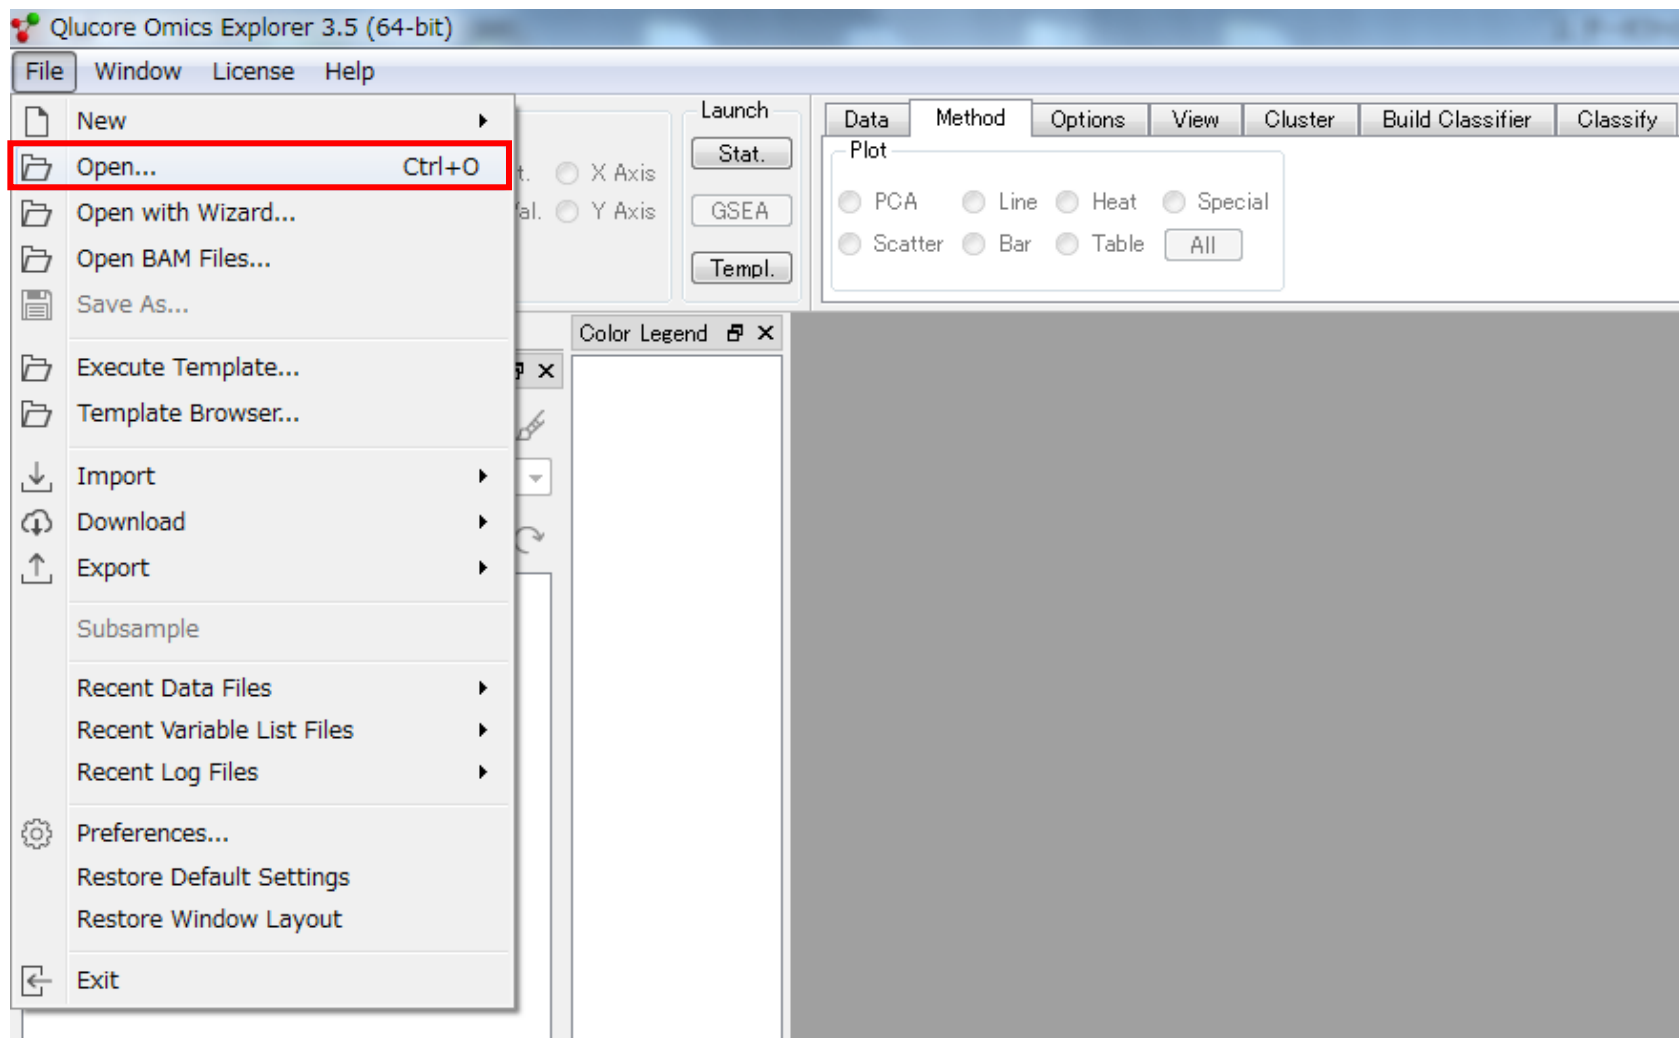 Qlucore Omics Explorer 3.5 (64-bit)
File Window License Help
New
Open... Ctrl+O
Open with Wizard...
Open BAM Files...
Save As...
Execute Template...
Template Browser...
Import
Download
Export
Subsample
Recent Data Files
Recent Variable List Files
Recent Log Files
Preferences...
Restore Default Settings
Restore Window Layout
Exit
t. X Axis
al. Y Axis
Launch
Stat.
GSEA
Templ.
Data Method Options View Cluster Build Classifier Classify
Plot
PCA Line Heat Special
Scatter Bar Table All
Color Legend